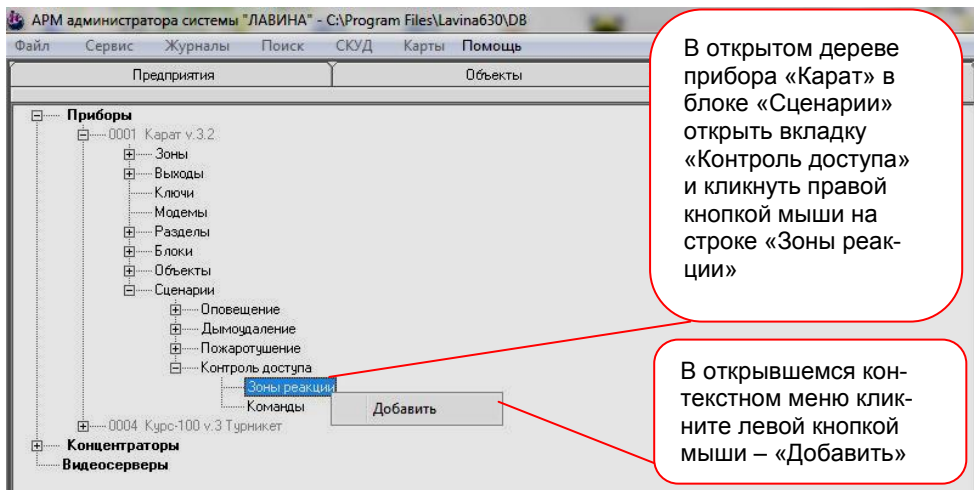 АРМ администратора системы "ЛАВИНА" - C:\Program Files\Lavina630\DB
Файл Сервис Журналы Поиск СКУД Карты Помощь
Предприятия Объекты
Приборы
0001 Карат v.3.2
Зоны
Выходы
Ключи
Модемы
Разделы
Блоки
Объекты
Сценарии
Оповещение
Дымоудаление
Пожаротушение
Контроль доступа
Зоны реакции
Команды
Добавить
0004 Курс-100 v.3 Турникет
Концентраторы
Видеосерверы
В открытом дереве
прибора «Карат» в
блоке «Сценарии»
открыть вкладку
«Контроль доступа»
и кликнуть правой
кнопкой мыши на
строке «Зоны реак-
ции»
В открывшемся кон-
текстном меню клик-
ните левой кнопкой
мыши – «Добавить»